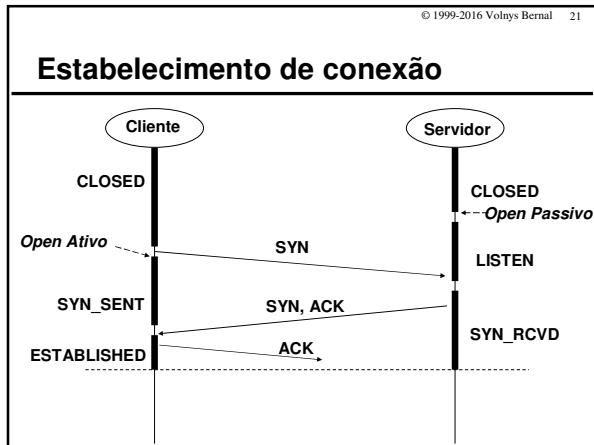 © 1999-2016 Volnys Bernal 21
Estabelecimento de conexão
Cliente
Servidor
CLOSED
CLOSED
Open Passivo
Open Ativo
SYN
LISTEN
SYN_SENT
SYN, ACK
SYN_RCVD
ESTABLISHED
ACK